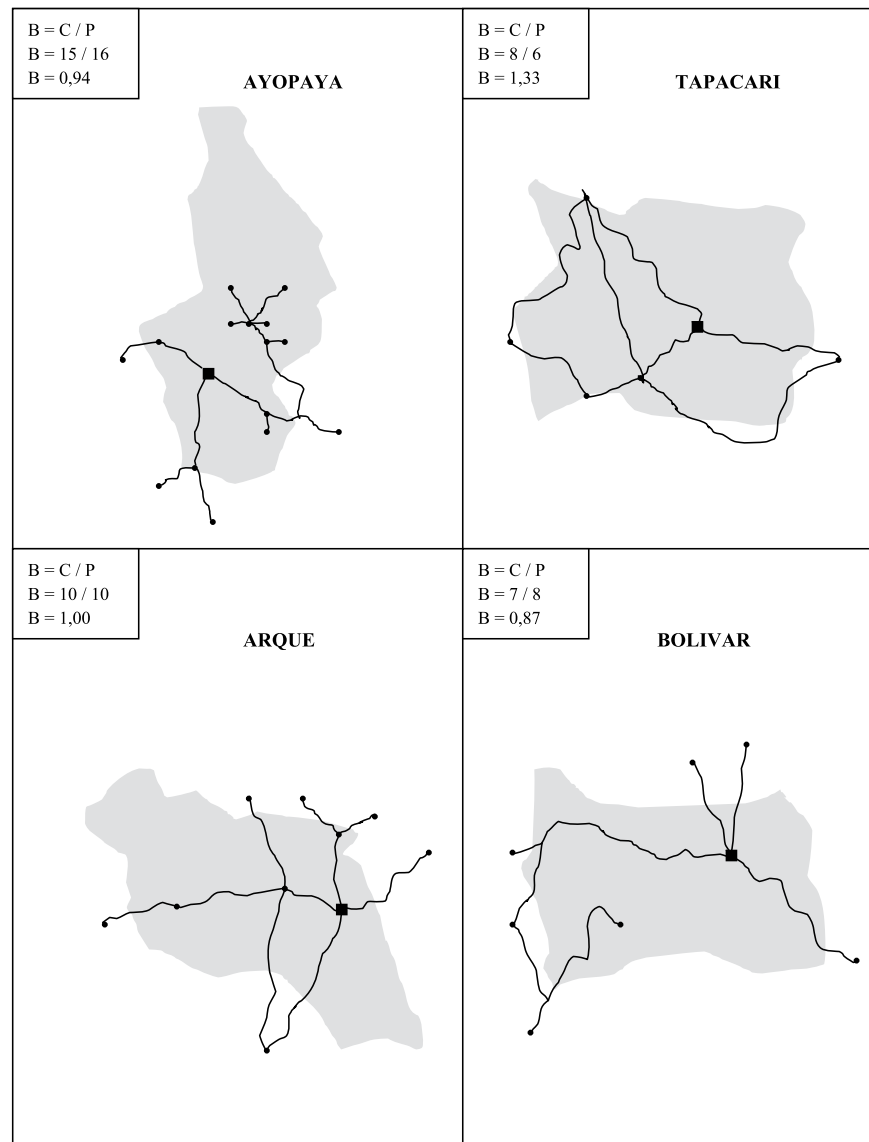 B = C / P
B = 15 / 16
B = 0,94
AYOPAYA
B = C / P
B = 8 / 6
B = 1,33
TAPACARI
B = C / P
B = 10 / 10
B = 1,00
ARQUE
B = C / P
B = 7 / 8
B = 0,87
BOLIVAR